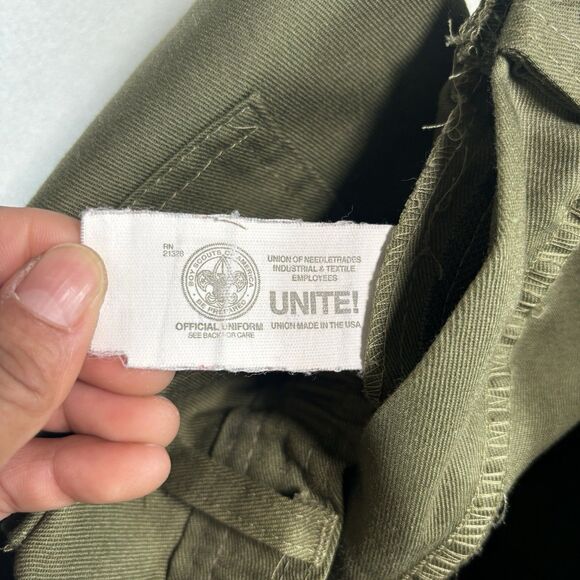 RN
21328
BOY SCOUTS OF AMERICA
BE PREPARED
OFFICIAL UNIFORM
SEE BACK FOR CARE
UNION OF NEEDLETRADES
INDUSTRIAL & TEXTILE
EMPLOYEES
UNITE!
UNION MADE IN THE USA